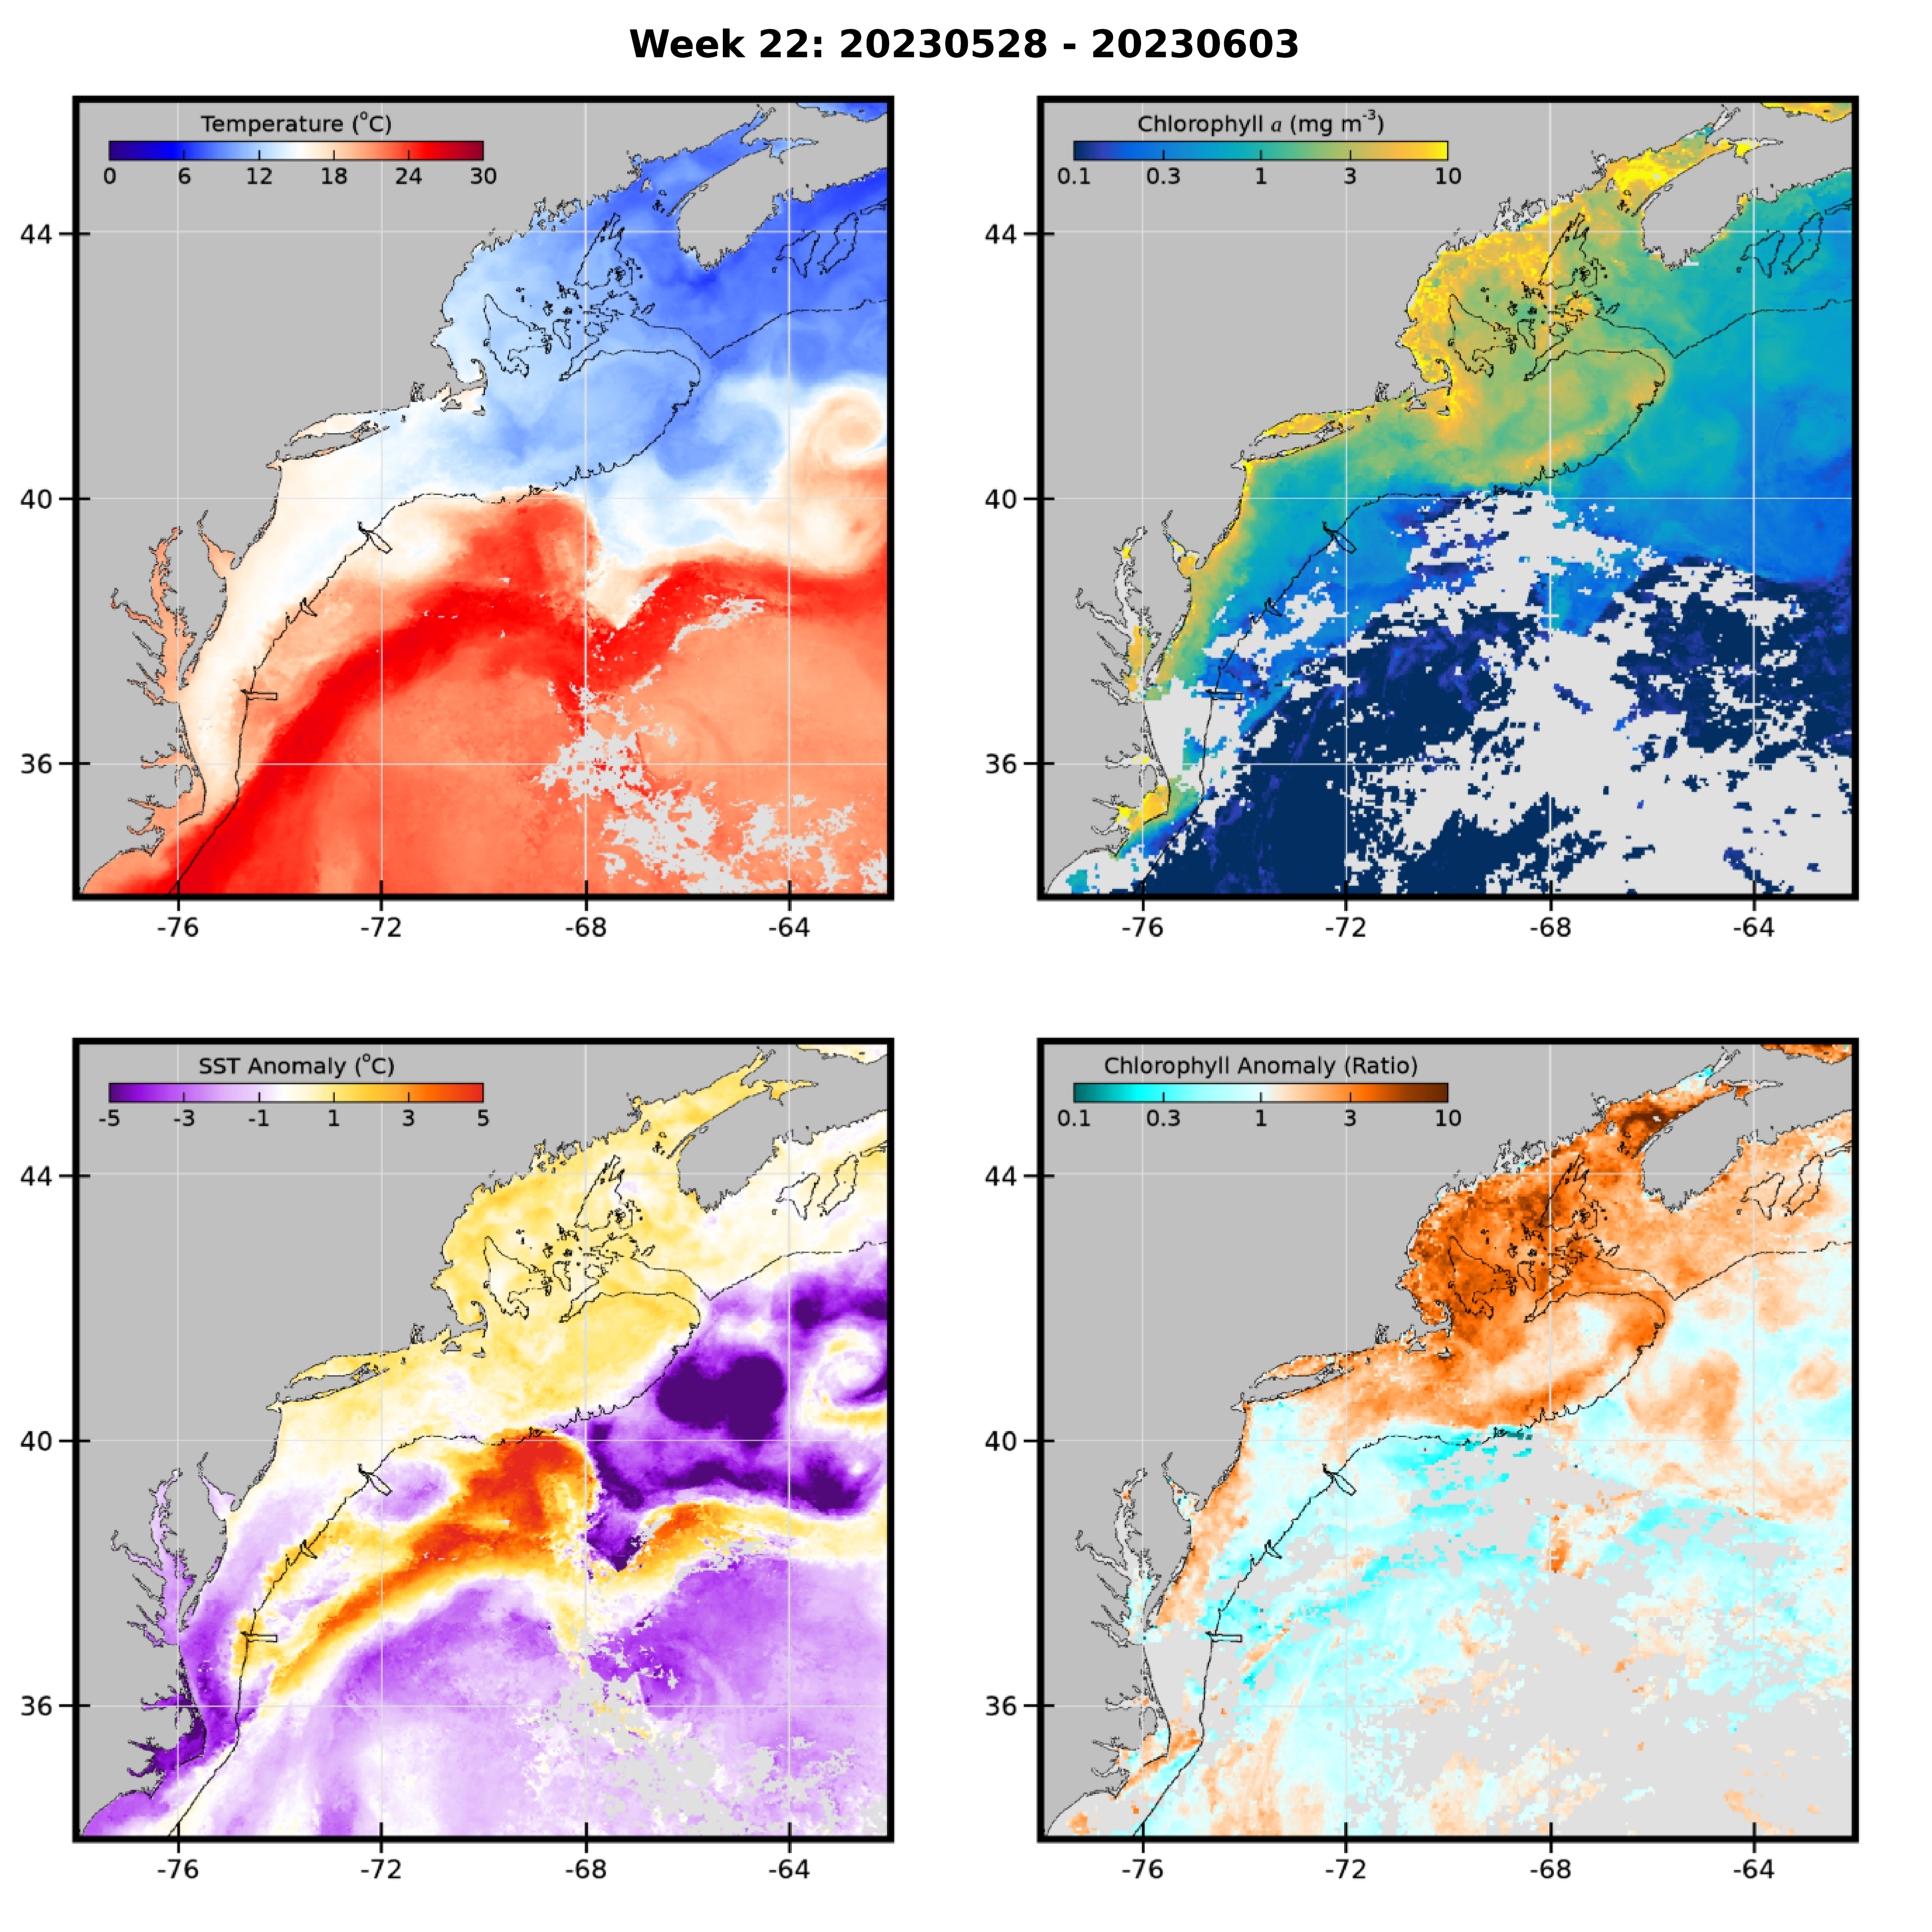 Week 22: 20230528 - 20230603
Temperature (°C)
0 6 12 18 24 30
44
40
36
-76 -72 -68 -64
Chlorophyll a (mg m⁻³)
0.1 0.3 1 3 10
44
40
36
-76 -72 -68 -64
SST Anomaly (°C)
-5 -3 -1 1 3 5
44
40
36
-76 -72 -68 -64
Chlorophyll Anomaly (Ratio)
0.1 0.3 1 3 10
44
40
36
-76 -72 -68 -64